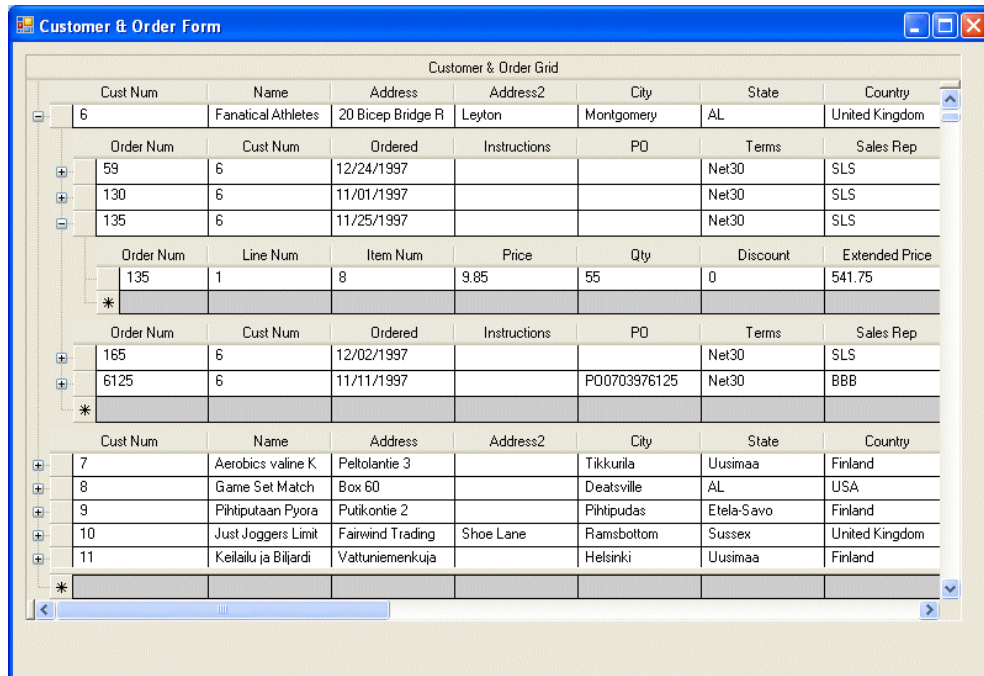 Customer & Order Form
Customer & Order Grid
Cust Num Name Address Address2 City State Country
6 Fanatical Athletes 20 Bicep Bridge R Leyton Montgomery AL United Kingdom
Order Num Cust Num Ordered Instructions PO Terms Sales Rep
59 6 12/24/1997 Net30 SLS
130 6 11/01/1997 Net30 SLS
135 6 11/25/1997 Net30 SLS
Order Num Line Num Item Num Price Qty Discount Extended Price
135 1 8 9.85 55 0 541.75
Order Num Cust Num Ordered Instructions PO Terms Sales Rep
165 6 12/02/1997 Net30 SLS
6125 6 11/11/1997 PO0703976125 Net30 BBB
Cust Num Name Address Address2 City State Country
7 Aerobics valine K Peltolantie 3 Tikkurila Uusimaa Finland
8 Game Set Match Box 60 Deatsville AL USA
9 Pihtiputaan Pyora Putikontie 2 Pihtipudas Etela-Savo Finland
10 Just Joggers Limit Fairwind Trading Shoe Lane Ramsbottom Sussex United Kingdom
11 Keilailu ja Biljardi Vattuniemenkuja Helsinki Uusimaa Finland